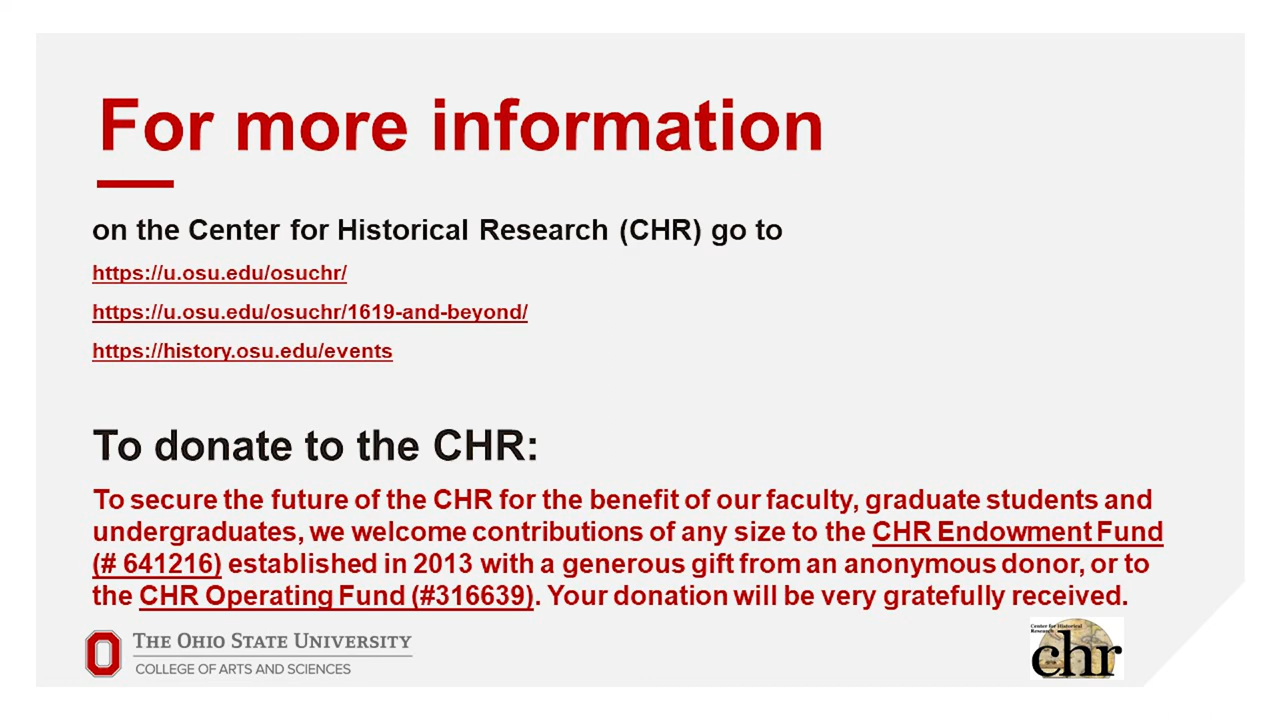 For more information
on the Center for Historical Research (CHR) go to
https://u.osu.edu/osuchr/
https://u.osu.edu/osuchr/1619-and-beyond/
https://history.osu.edu/events
To donate to the CHR:
To secure the future of the CHR for the benefit of our faculty, graduate students and
undergraduates, we welcome contributions of any size to the CHR Endowment Fund
(# 641216) established in 2013 with a generous gift from an anonymous donor, or to
the CHR Operating Fund (#316639). Your donation will be very gratefully received.
THE OHIO STATE UNIVERSITY
COLLEGE OF ARTS AND SCIENCES
Center for Historical
Research
chr